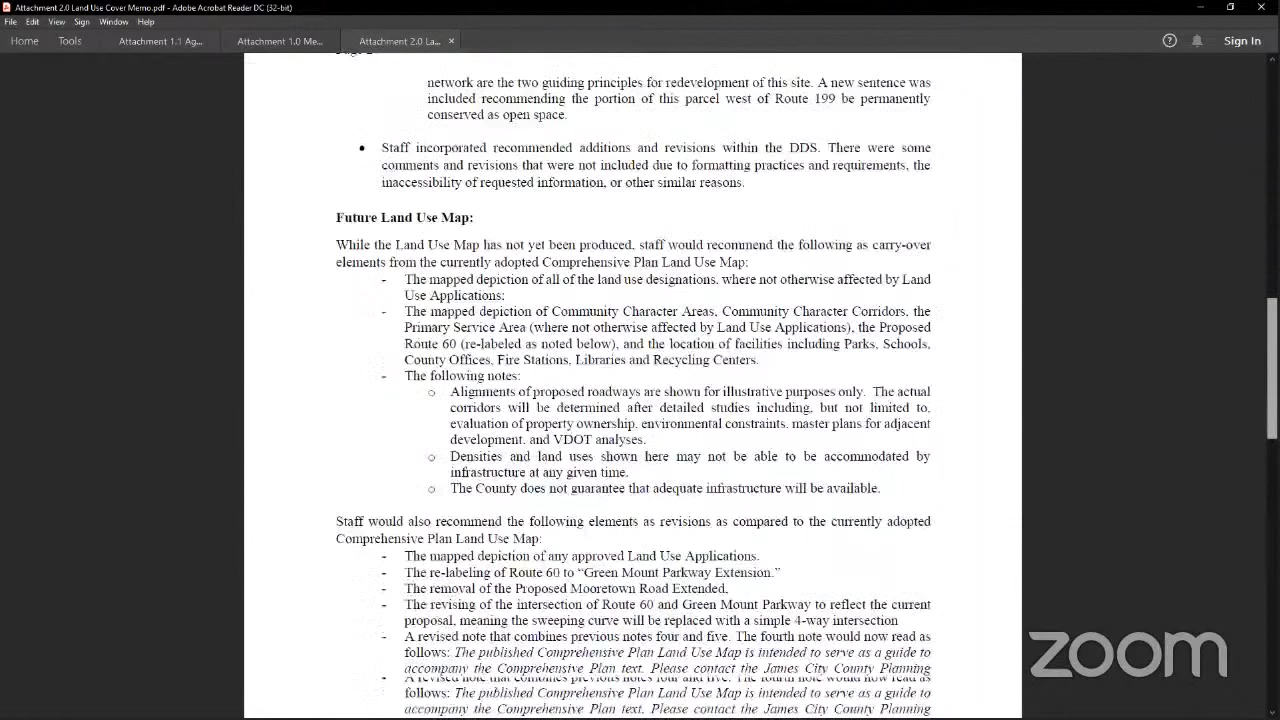 Attachment 2.0 Land Use Cover Memo.pdf - Adobe Acrobat Reader DC (32-bit)
File Edit View Sign Window Help
Home Tools Attachment 1.1 Ag... Attachment 1.0 Me... Attachment 2.0 La... × Sign In
network are the two guiding principles for redevelopment of this site. A new sentence was
included recommending the portion of this parcel west of Route 199 be permanently
conserved as open space.
• Staff incorporated recommended additions and revisions within the DDS. There were some
comments and revisions that were not included due to formatting practices and requirements, the
inaccessibility of requested information, or other similar reasons.
Future Land Use Map:
While the Land Use Map has not yet been produced, staff would recommend the following as carry-over
elements from the currently adopted Comprehensive Plan Land Use Map:
- The mapped depiction of all of the land use designations, where not otherwise affected by Land
Use Applications;
- The mapped depiction of Community Character Areas, Community Character Corridors, the
Primary Service Area (where not otherwise affected by Land Use Applications), the Proposed
Route 60 (re-labeled as noted below), and the location of facilities including Parks, Schools,
County Offices, Fire Stations, Libraries and Recycling Centers.
- The following notes:
o Alignments of proposed roadways are shown for illustrative purposes only. The actual
corridors will be determined after detailed studies including, but not limited to,
evaluation of property ownership, environmental constraints, master plans for adjacent
development, and VDOT analyses.
o Densities and land uses shown here may not be able to be accommodated by
infrastructure at any given time.
o The County does not guarantee that adequate infrastructure will be available.
Staff would also recommend the following elements as revisions as compared to the currently adopted
Comprehensive Plan Land Use Map:
- The mapped depiction of any approved Land Use Applications.
- The re-labeling of Route 60 to “Green Mount Parkway Extension.”
- The removal of the Proposed Mooretown Road Extended,
- The revising of the intersection of Route 60 and Green Mount Parkway to reflect the current
proposal, meaning the sweeping curve will be replaced with a simple 4-way intersection
- A revised note that combines previous notes four and five. The fourth note would now read as
follows: The published Comprehensive Plan Land Use Map is intended to serve as a guide to
accompany the Comprehensive Plan text. Please contact the James City County Planning
- A revised note that combines previous notes four and five. The fourth note would now read as
follows: The published Comprehensive Plan Land Use Map is intended to serve as a guide to
accompany the Comprehensive Plan text. Please contact the James City County Planning
zoom